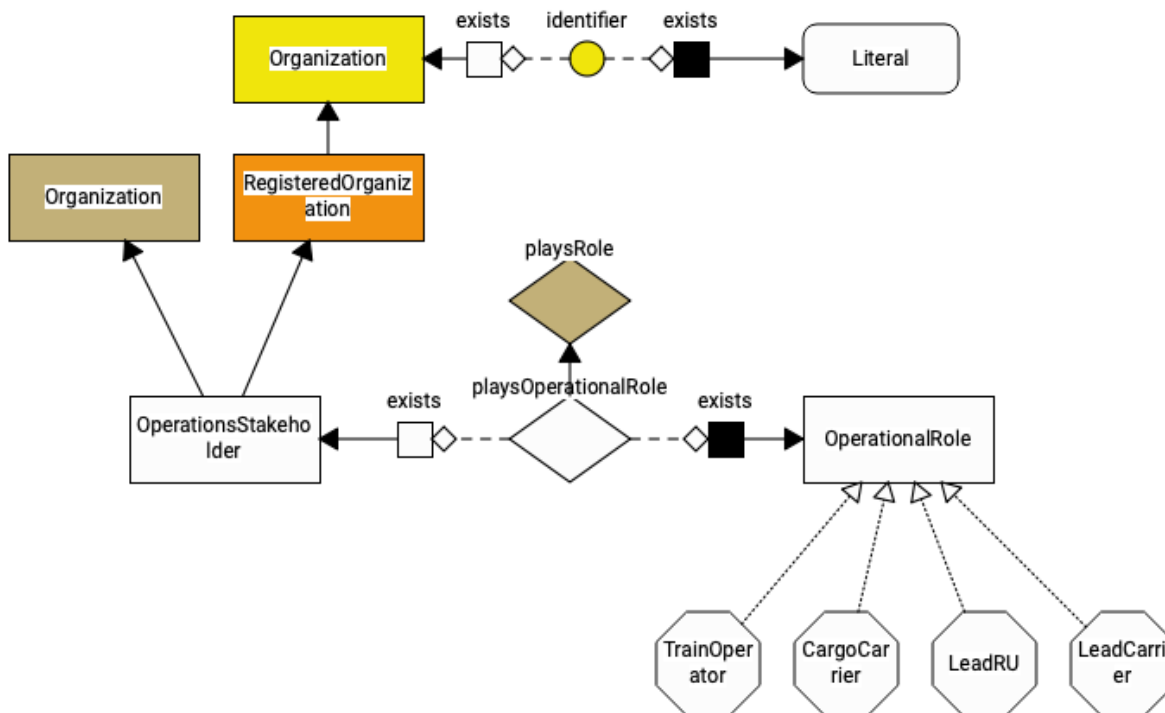 exists
identifier
exists
Organization
Literal
Organization
RegisteredOrganiz
ation
playsRole
playsOperationalRole
exists
exists
OperationsStakeho
lder
OperationalRole
TrainOper
ator
CargoCar
rier
LeadRU
LeadCarri
er